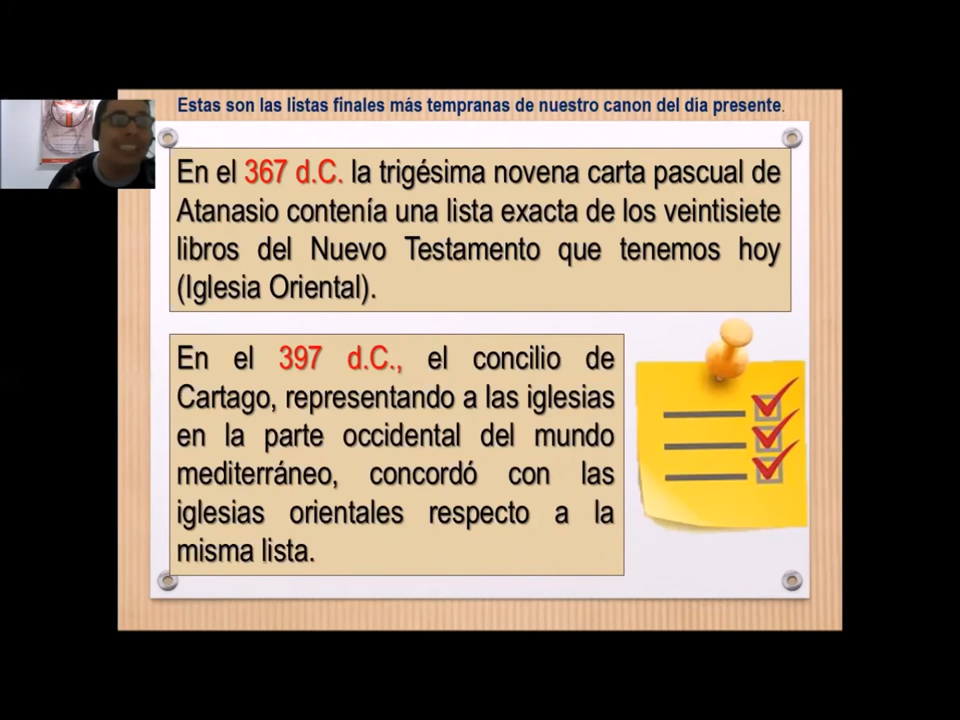 Estas son las listas finales más tempranas de nuestro canon del día presente.
En el 367 d.C. la trigésima novena carta pascual de
Atanasio contenía una lista exacta de los veintisiete
libros del Nuevo Testamento que tenemos hoy
(Iglesia Oriental).
En el 397 d.C., el concilio de
Cartago, representando a las iglesias
en la parte occidental del mundo
mediterráneo, concordó con las
iglesias orientales respecto a la
misma lista.